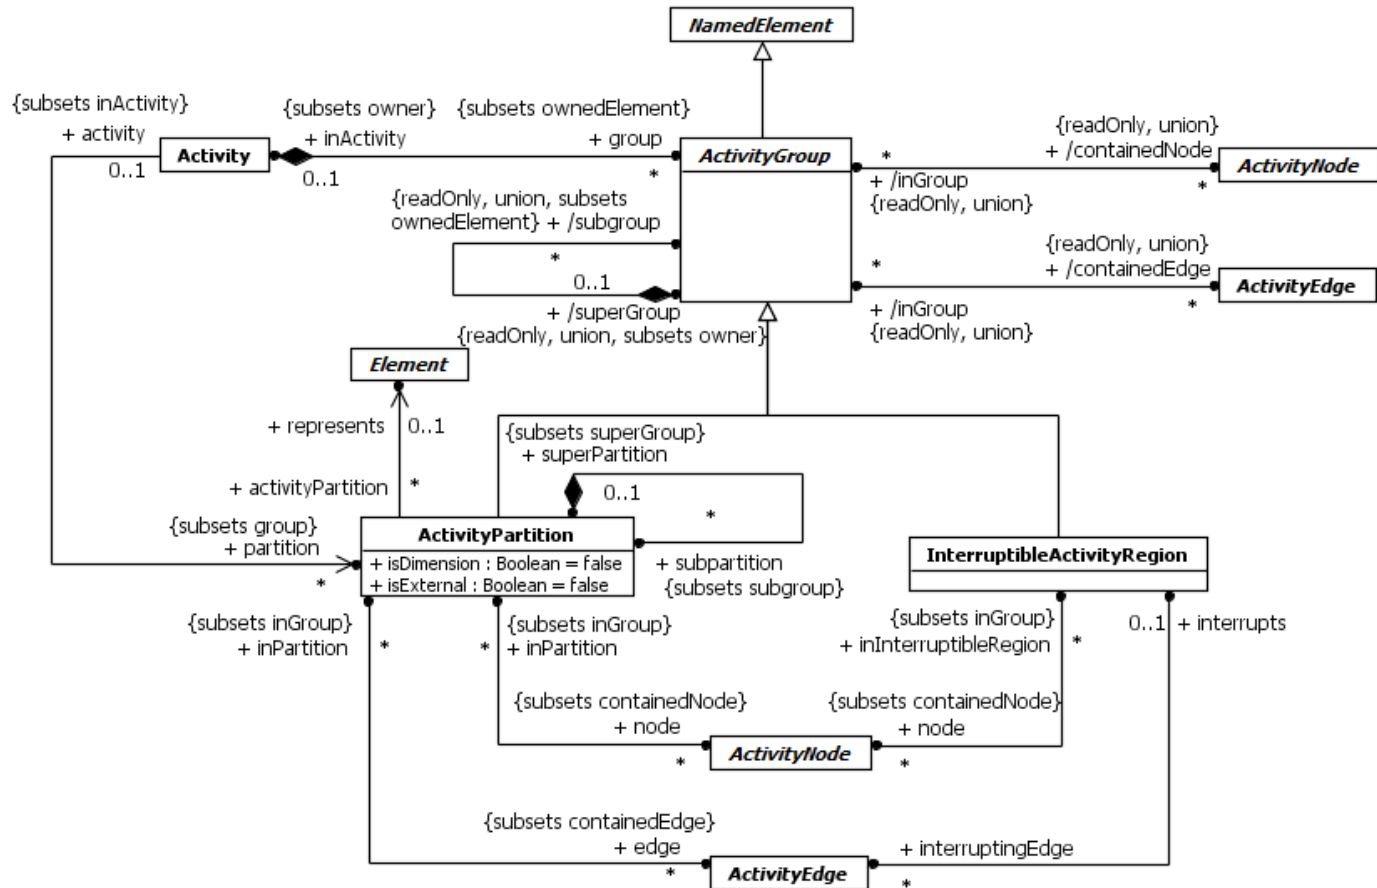 NamedElement
{subsets inActivity}
+ activity
0..1
Activity
{subsets owner}
+ inActivity
0..1
{subsets ownedElement}
+ group
*
ActivityGroup
*
+ /inGroup
{readOnly, union}
{readOnly, union}
+ /containedNode
*
ActivityNode
{readOnly, union, subsets
ownedElement} + /subgroup
*
0..1
+ /superGroup
{readOnly, union, subsets owner}
*
+ /inGroup
{readOnly, union}
{readOnly, union}
+ /containedEdge
*
ActivityEdge
Element
+ represents
0..1
+ activityPartition
*
{subsets superGroup}
+ superPartition
0..1
*
+ subpartition
{subsets subgroup}
{subsets group}
+ partition
*
ActivityPartition
+ isDimension : Boolean = false
+ isExternal : Boolean = false
InterruptibleActivityRegion
{subsets inGroup}
+ inPartition
*
{subsets inGroup}
+ inPartition
*
{subsets inGroup}
+ inInterruptibleRegion
*
0..1
+ interrupts
{subsets containedNode}
+ node
*
ActivityNode
{subsets containedNode}
+ node
*
{subsets containedEdge}
+ edge
*
ActivityEdge
+ interruptingEdge
*